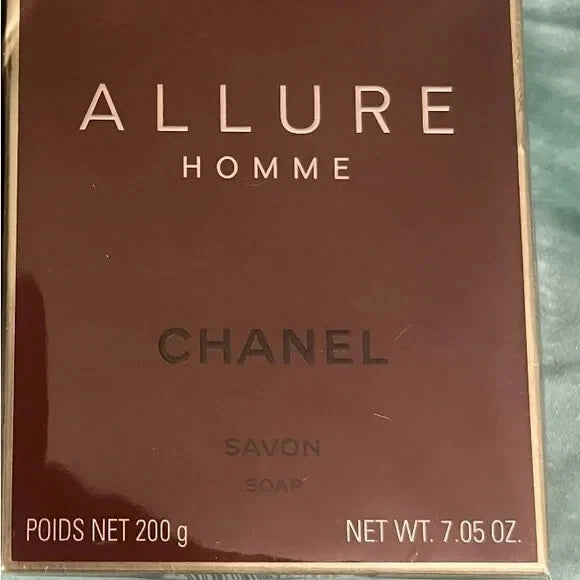 ALLURE
HOMME
CHANEL
SAVON
SOAP
POIDS NET 200 g NET WT. 7.05 OZ.